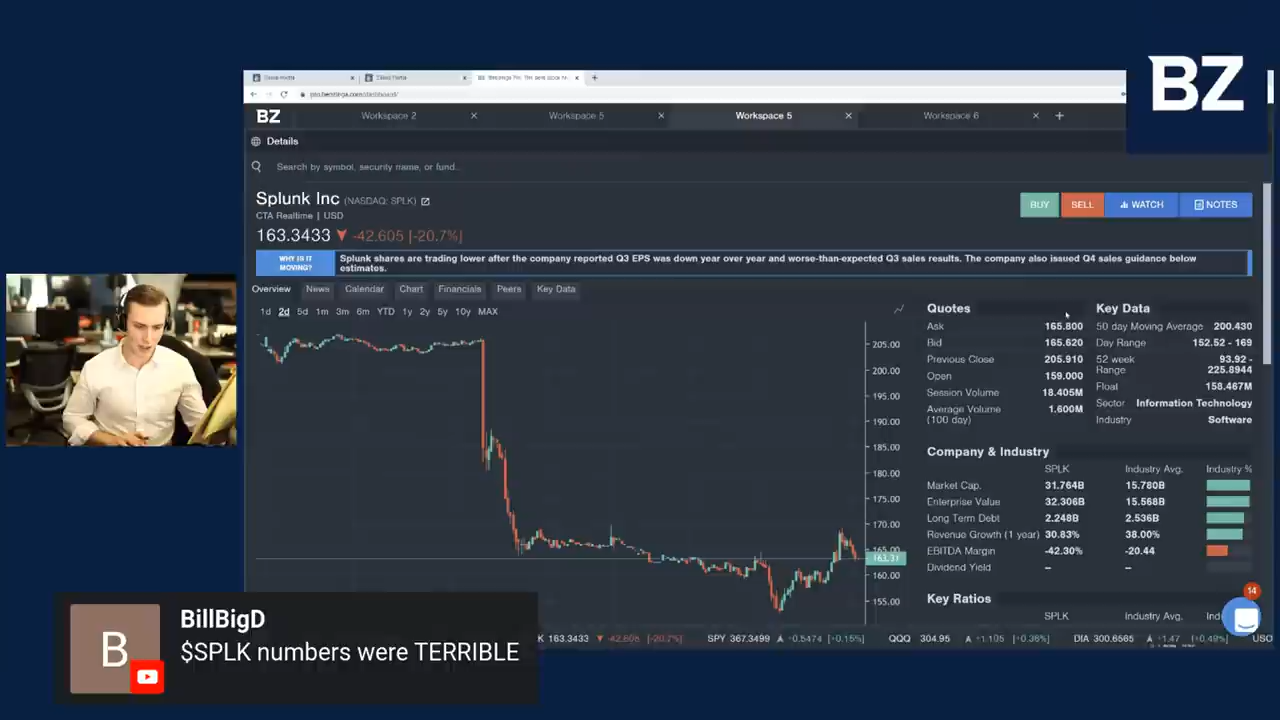 BZ
pro.benzinga.com/dashboard/
BZ
Workspace 2
Workspace 5
Workspace 5
Workspace 6
Details
Search by symbol, security name, or fund..
Splunk Inc (NASDAQ: SPLK)
CTA Realtime | USD
163.3433 ▼ -42.605 [-20.7%]
BUY
SELL
WATCH
NOTES
WHY IS IT
MOVING?
Splunk shares are trading lower after the company reported Q3 EPS was down year over year and worse-than-expected Q3 sales results. The company also issued Q4 sales guidance below
estimates.
Overview News Calendar Chart Financials Peers Key Data
1d 2d 5d 1m 3m 6m YTD 1y 2y 5y 10y MAX
205.00
200.00
195.00
190.00
185.00
180.00
175.00
170.00
165.00
163.31
160.00
155.00
Quotes
Ask 165.800
Bid 165.620
Previous Close 205.910
Open 159.000
Session Volume 18.405M
Average Volume 1.600M
(100 day)
Key Data
50 day Moving Average 200.430
Day Range 152.52 - 169
52 week 93.92 -
Range 225.8944
Float 158.467M
Sector Information Technology
Industry Software
Company & Industry
SPLK Industry Avg. Industry %
Market Cap. 31.764B 15.780B
Enterprise Value 32.306B 15.568B
Long Term Debt 2.248B 2.536B
Revenue Growth (1 year) 30.83% 38.00%
EBITDA Margin -42.30% -20.44
Dividend Yield – –
Key Ratios
SPLK Industry Avg. Ind
14
K 163.3433 ▼ -42.605 [-20.7%] SPY 367.3499 ▲ +0.5474 [+0.15%] QQQ 304.95 ▲ +1.105 [+0.36%] DIA 300.6565 ▲ +1.47 [+0.49%] USO
B
BillBigD
$SPLK numbers were TERRIBLE